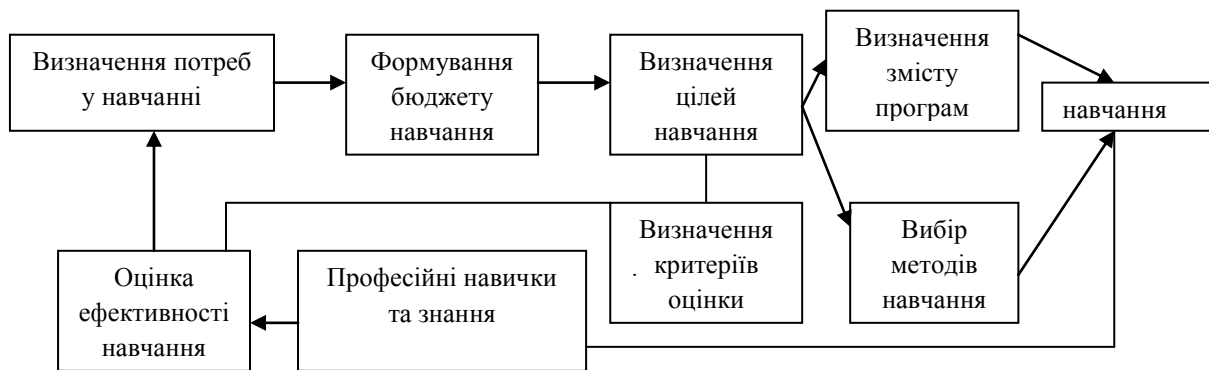 Визначення потреб
у навчанні
Формування
бюджету
навчання
Визначення
цілей
навчання
Визначення
змісту
програм
навчання
Визначення
критеріїв
оцінки
Вибір
методів
навчання
Оцінка
ефективності
навчання
Професійні навички
та знання